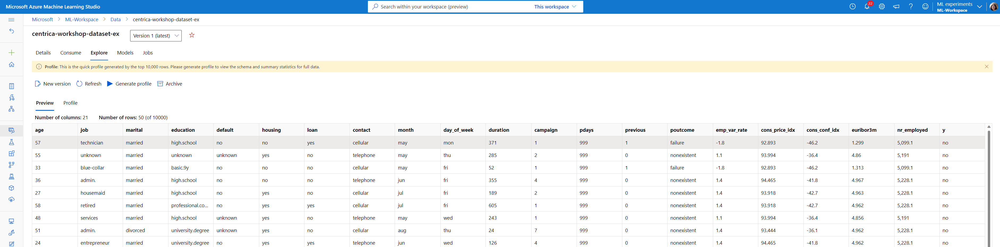 Microsoft Azure Machine Learning Studio Search within your workspace (preview) This workspace 22 ML experiments
ML-Workspace
Microsoft > ML-Workspace > Data > centrica-workshop-dataset-ex
centrica-workshop-dataset-ex Version 1 (latest)
Details Consume Explore Models Jobs
Profile: This is the quick profile generated by the top 10,000 rows. Please generate profile to view the schema and summary statistics for full data.
New version Refresh Generate profile Archive
Preview Profile
Number of columns: 21 Number of rows: 50 (of 10000)
age job marital education default housing loan contact month day_of_week duration campaign pdays previous poutcome emp_var_rate cons_price_idx cons_conf_idx euribor3m nr_employed y
57 technician married high.school no no yes cellular may mon 371 1 999 1 failure -1.8 92.893 -46.2 1.299 5,099.1 no
55 unknown married unknown unknown yes no telephone may thu 285 2 999 0 nonexistent 1.1 93.994 -36.4 4.86 5,191 no
33 blue-collar married basic.9y no no no cellular may fri 52 1 999 1 failure -1.8 92.893 -46.2 1.313 5,099.1 no
36 admin. married high.school no no no telephone jun fri 355 4 999 0 nonexistent 1.4 94.465 -41.8 4.967 5,228.1 no
27 housemaid married high.school no yes no cellular jul fri 189 2 999 0 nonexistent 1.4 93.918 -42.7 4.963 5,228.1 no
58 retired married professional.co... no yes yes cellular jul fri 605 1 999 0 nonexistent 1.4 93.918 -42.7 4.962 5,228.1 no
48 services married high.school unknown yes no telephone may wed 243 1 999 0 nonexistent 1.1 93.994 -36.4 4.856 5,191 no
51 admin. divorced university.degree unknown yes no cellular aug thu 24 7 999 0 nonexistent 1.4 93.444 -36.1 4.962 5,228.1 no
24 entrepreneur married university.degree no yes yes telephone jun wed 126 4 999 0 nonexistent 1.4 94.465 -41.8 4.962 5,228.1 no